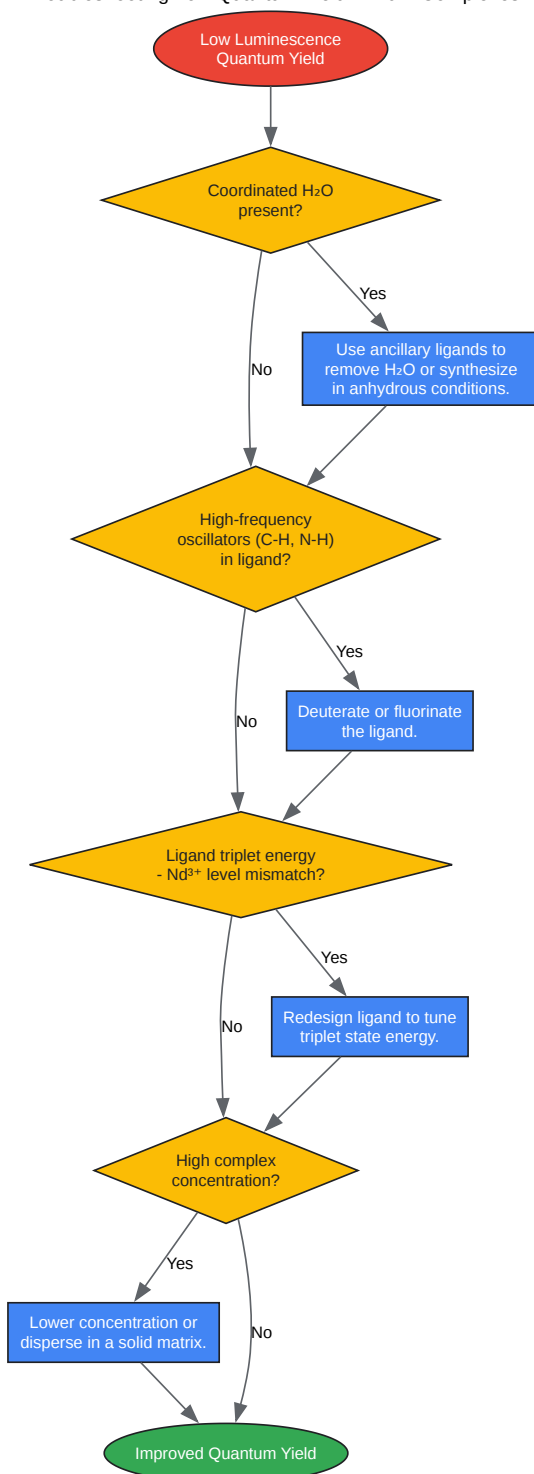 Low Luminescence
Quantum Yield
Coordinated H₂O
present?
Yes
No
Use ancillary ligands to
remove H₂O or synthesize
in anhydrous conditions.
High-frequency
oscillators (C-H, N-H)
in ligand?
Yes
No
Deuterate or fluorinate
the ligand.
Ligand triplet energy
- Nd³⁺ level mismatch?
Yes
No
Redesign ligand to tune
triplet state energy.
High complex
concentration?
Yes
No
Lower concentration or
disperse in a solid matrix.
Improved Quantum Yield